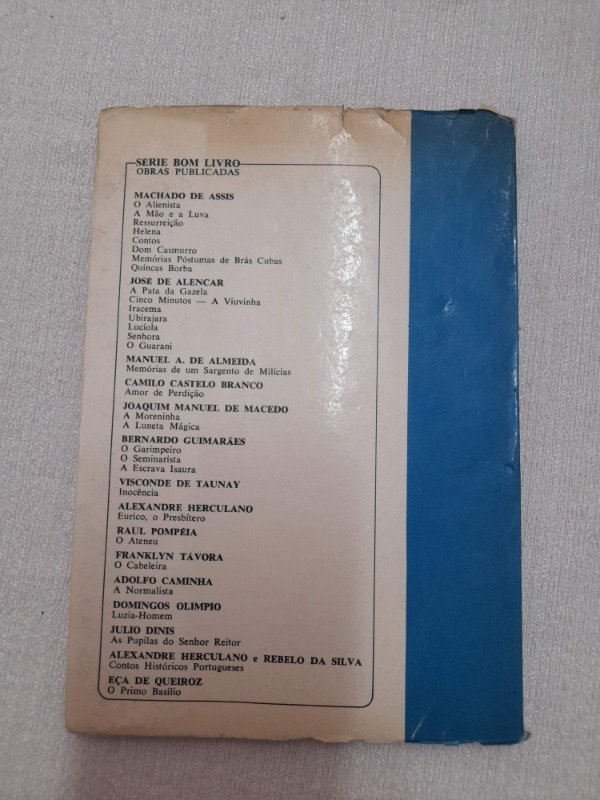 SÉRIE BOM LIVRO
OBRAS PUBLICADAS
MACHADO DE ASSIS
O Alienista
A Mão e a Luva
Ressurreição
Helena
Contos
Dom Casmurro
Memórias Póstumas de Brás Cubas
Quincas Borba
JOSÉ DE ALENCAR
A Pata da Gazela
Cinco Minutos — A Viuvinha
Iracema
Ubirajara
Lucíola
Senhora
O Guarani
MANUEL A. DE ALMEIDA
Memórias de um Sargento de Milícias
CAMILO CASTELO BRANCO
Amor de Perdição
JOAQUIM MANUEL DE MACEDO
A Moreninha
A Luneta Mágica
BERNARDO GUIMARÃES
O Garimpeiro
O Seminarista
A Escrava Isaura
VISCONDE DE TAUNAY
Inocência
ALEXANDRE HERCULANO
Eurico, o Presbítero
RAUL POMPÉIA
O Ateneu
FRANKLYN TÁVORA
O Cabeleira
ADOLFO CAMINHA
A Normalista
DOMINGOS OLÍMPIO
Luzia-Homem
JULIO DINIS
As Pupilas do Senhor Reitor
ALEXANDRE HERCULANO e REBELO DA SILVA
Contos Históricos Portugueses
EÇA DE QUEIROZ
O Primo Basílio